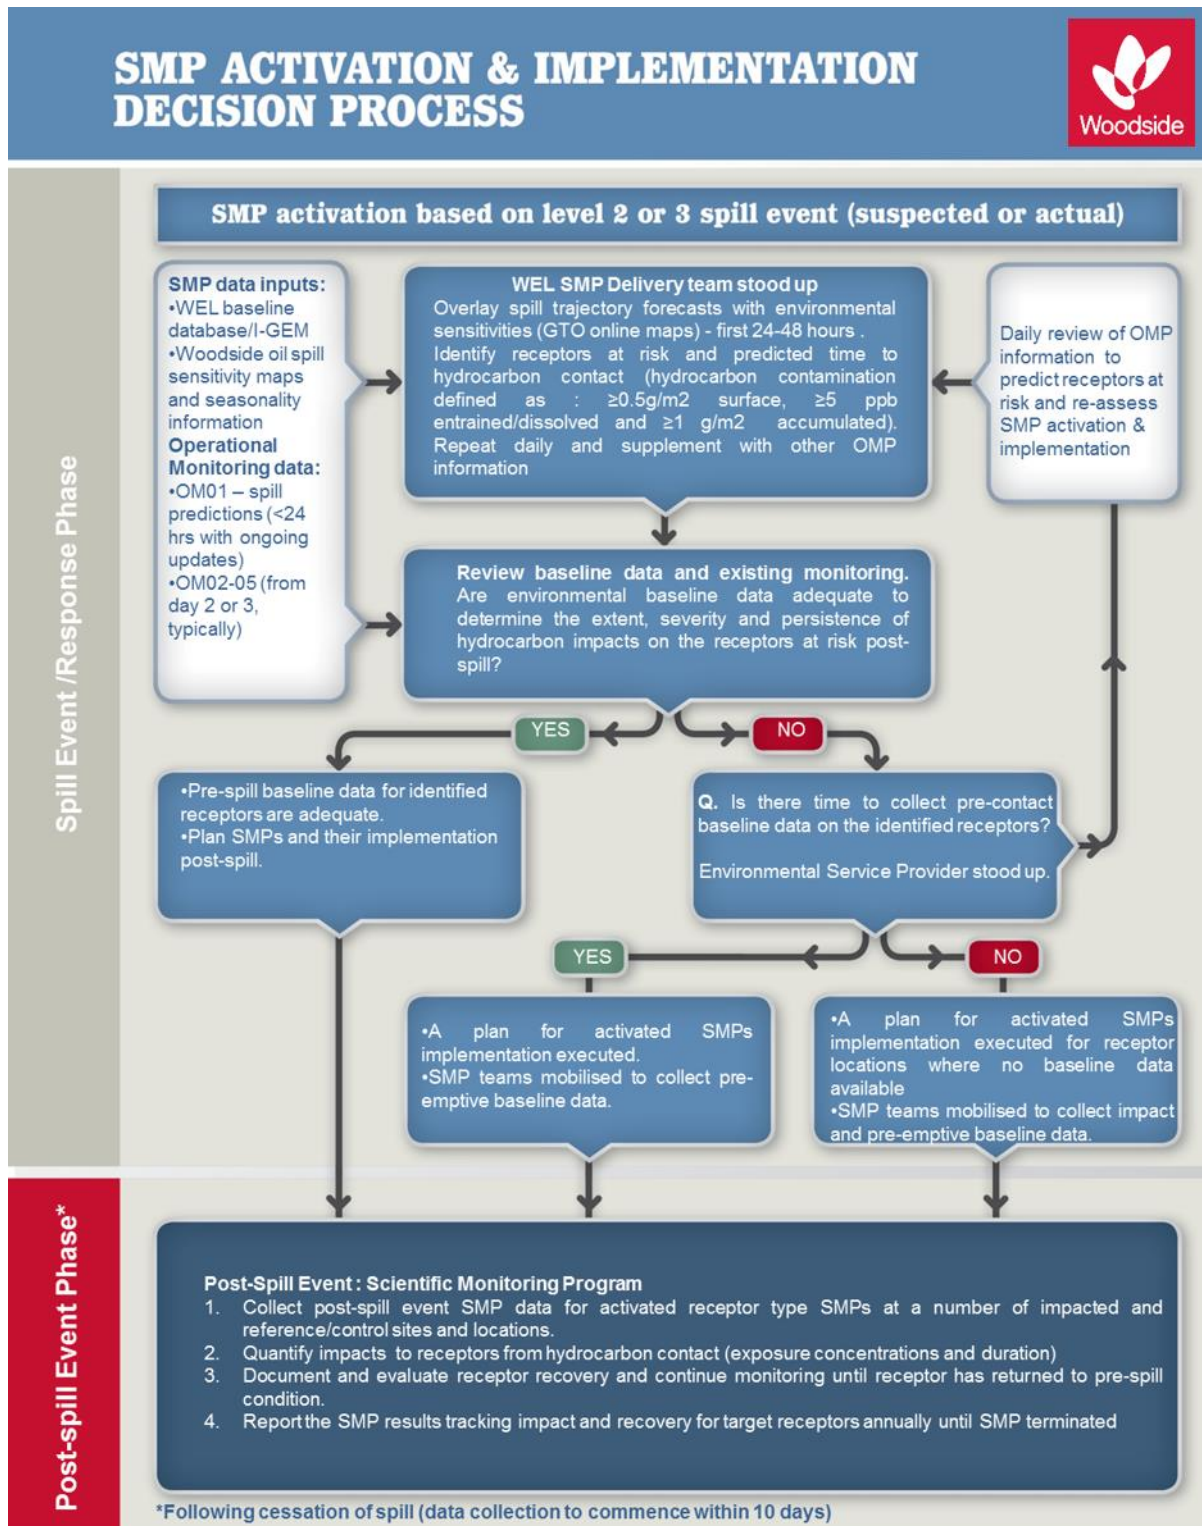 SMP ACTIVATION & IMPLEMENTATION
DECISION PROCESS
Woodside
SMP activation based on level 2 or 3 spill event (suspected or actual)
Spill Event /Response Phase
SMP data inputs:
•WEL baseline
database/I-GEM
•Woodside oil spill
sensitivity maps
and seasonality
information
Operational
Monitoring data:
•OM01 – spill
predictions (<24
hrs with ongoing
updates)
•OM02-05 (from
day 2 or 3,
typically)
WEL SMP Delivery team stood up
Overlay spill trajectory forecasts with environmental
sensitivities (GTO online maps) - first 24-48 hours .
Identify receptors at risk and predicted time to
hydrocarbon contact (hydrocarbon contamination
defined as : ≥0.5g/m2 surface, ≥5 ppb
entrained/dissolved and ≥1 g/m2 accumulated).
Repeat daily and supplement with other OMP
information
Daily review of OMP
information to
predict receptors at
risk and re-assess
SMP activation &
implementation
Review baseline data and existing monitoring.
Are environmental baseline data adequate to
determine the extent, severity and persistence of
hydrocarbon impacts on the receptors at risk post-
spill?
YES
NO
•Pre-spill baseline data for identified
receptors are adequate.
•Plan SMPs and their implementation
post-spill.
Q. Is there time to collect pre-contact
baseline data on the identified receptors?
Environmental Service Provider stood up.
YES
NO
•A plan for activated SMPs
implementation executed.
•SMP teams mobilised to collect pre-
emptive baseline data.
•A plan for activated SMPs
implementation executed for receptor
locations where no baseline data
available
•SMP teams mobilised to collect impact
and pre-emptive baseline data.
Post-spill Event Phase*
Post-Spill Event : Scientific Monitoring Program
1. Collect post-spill event SMP data for activated receptor type SMPs at a number of impacted and
reference/control sites and locations.
2. Quantify impacts to receptors from hydrocarbon contact (exposure concentrations and duration)
3. Document and evaluate receptor recovery and continue monitoring until receptor has returned to pre-spill
condition.
4. Report the SMP results tracking impact and recovery for target receptors annually until SMP terminated
*Following cessation of spill (data collection to commence within 10 days)